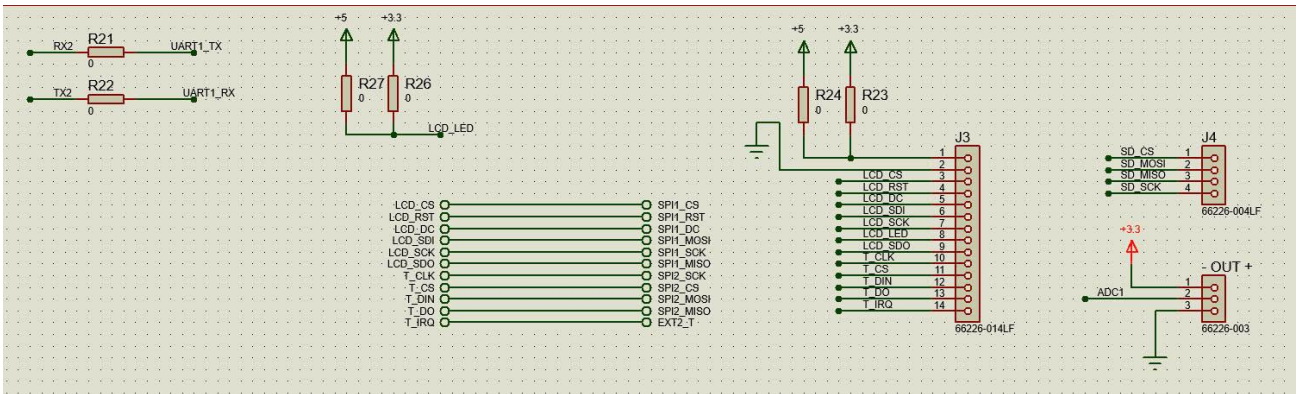 RX2 R21 UART1_TX
0
TX2 R22 UART1_RX
0
+5 +3.3
R27 R26
0 0
LCD_LED
LCD_CS SPI1_CS
LCD_RST SPI1_RST
LCD_DC SPI1_DC
LCD_SDI SPI1_MOSI
LCD_SCK SPI1_SCK
LCD_SDO SPI1_MISO
T_CLK SPI2_SCK
T_CS SPI2_CS
T_DIN SPI2_MOSI
T_DO SPI2_MISO
T_IRQ EXT2_T
+5 +3.3
R24 R23
0 0
J3
1
2
LCD_CS 3
LCD_RST 4
LCD_DC 5
LCD_SDI 6
LCD_SCK 7
LCD_LED 8
LCD_SDO 9
T_CLK 10
T_CS 11
T_DIN 12
T_DO 13
T_IRQ 14
66226-014LF
J4
SD_CS 1
SD_MOSI 2
SD_MISO 3
SD_SCK 4
66226-004LF
+3.3
- OUT +
1
ADC1 2
3
66226-003